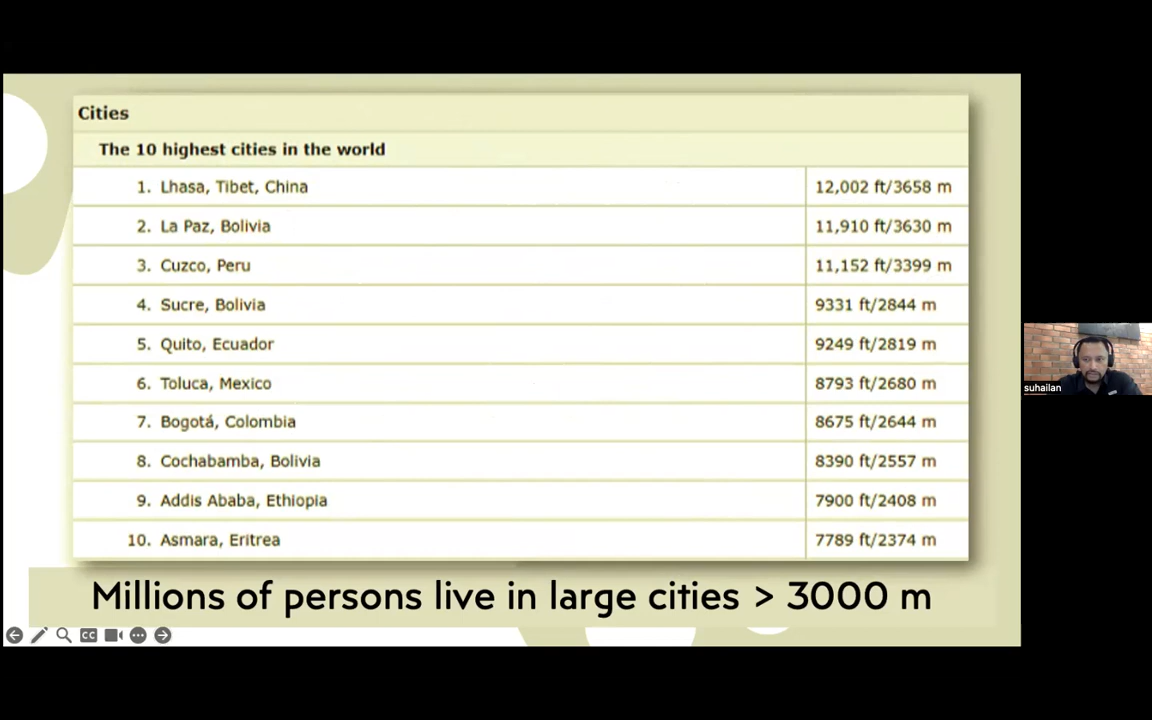 Cities
The 10 highest cities in the world
1. Lhasa, Tibet, China 12,002 ft/3658 m
2. La Paz, Bolivia 11,910 ft/3630 m
3. Cuzco, Peru 11,152 ft/3399 m
4. Sucre, Bolivia 9331 ft/2844 m
5. Quito, Ecuador 9249 ft/2819 m
6. Toluca, Mexico 8793 ft/2680 m
7. Bogotá, Colombia 8675 ft/2644 m
8. Cochabamba, Bolivia 8390 ft/2557 m
9. Addis Ababa, Ethiopia 7900 ft/2408 m
10. Asmara, Eritrea 7789 ft/2374 m
Millions of persons live in large cities > 3000 m
CC
suhailan